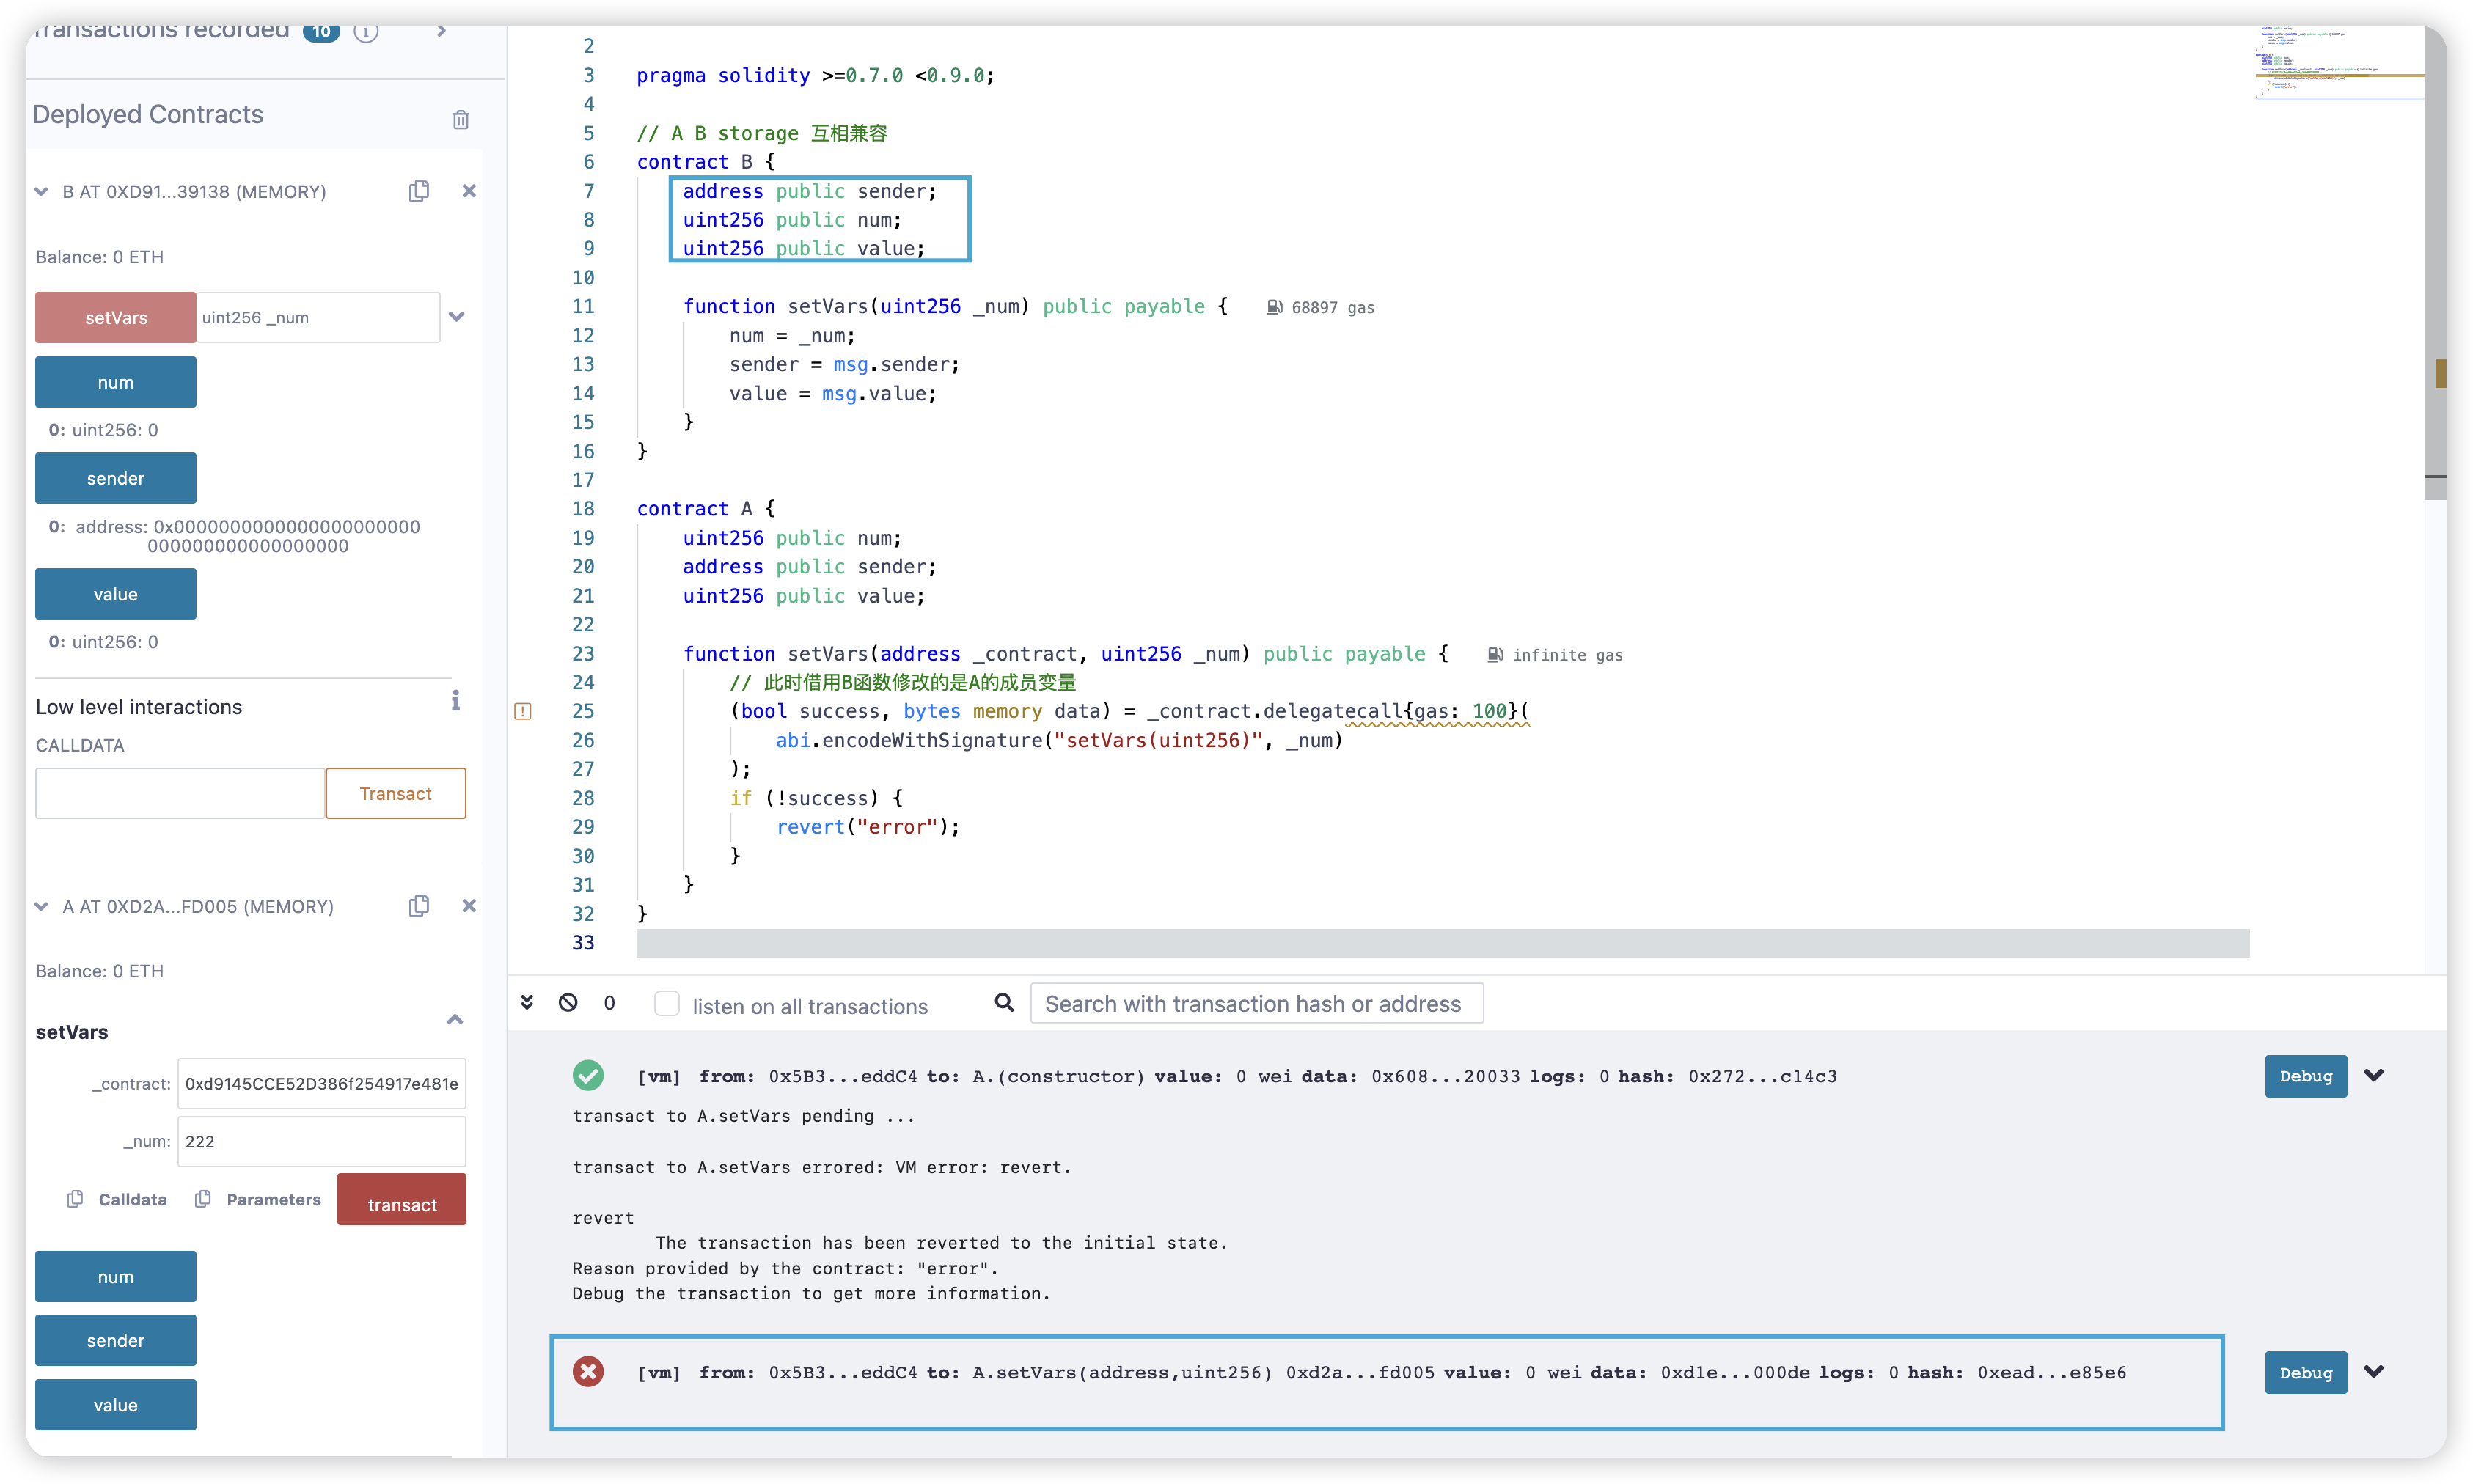 Transactions recorded 10 i
Deployed Contracts
B AT 0XD91...39138 (MEMORY)
Balance: 0 ETH
setVars
uint256 _num
num
0: uint256: 0
sender
0: address: 0x0000000000000000000000
000000000000000000
value
0: uint256: 0
Low level interactions
CALLDATA
Transact
A AT 0XD2A...FD005 (MEMORY)
Balance: 0 ETH
setVars
_contract: 0xd9145CCE52D386f254917e481e
_num: 222
Calldata Parameters transact
num
sender
value
2
3 pragma solidity >=0.7.0 <0.9.0;
4
5 // A B storage 互相兼容
6 contract B {
7 address public sender;
8 uint256 public num;
9 uint256 public value;
10
11 function setVars(uint256 _num) public payable { 68897 gas
12 num = _num;
13 sender = msg.sender;
14 value = msg.value;
15 }
16 }
17
18 contract A {
19 uint256 public num;
20 address public sender;
21 uint256 public value;
22
23 function setVars(address _contract, uint256 _num) public payable { infinite gas
24 // 此时借用B函数修改的是A的成员变量
25 (bool success, bytes memory data) = _contract.delegatecall{gas: 100}(
26 abi.encodeWithSignature("setVars(uint256)", _num)
27 );
28 if (!success) {
29 revert("error");
30 }
31 }
32 }
33
0 listen on all transactions Search with transaction hash or address
[vm] from: 0x5B3...eddC4 to: A.(constructor) value: 0 wei data: 0x608...20033 logs: 0 hash: 0x272...c14c3 Debug
transact to A.setVars pending ...
transact to A.setVars errored: VM error: revert.
revert
The transaction has been reverted to the initial state.
Reason provided by the contract: "error".
Debug the transaction to get more information.
[vm] from: 0x5B3...eddC4 to: A.setVars(address,uint256) 0xd2a...fd005 value: 0 wei data: 0xd1e...000de logs: 0 hash: 0xead...e85e6 Debug